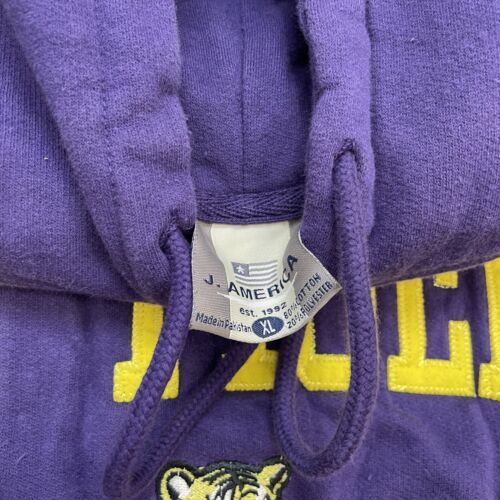 J. AMERICA
est. 1992
Made in Pakistan
XL
80% COTTON
20% POLYESTER